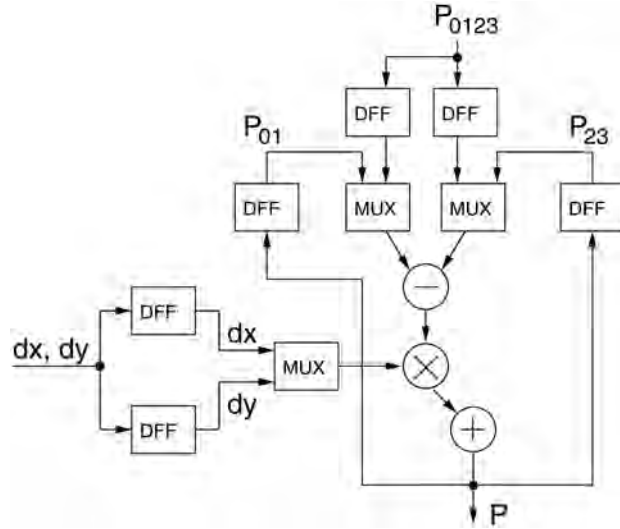 P0123
DFF
DFF
P01
P23
DFF
MUX
MUX
DFF
−
DFF
dx
dx, dy
MUX
×
dy
DFF
+
P